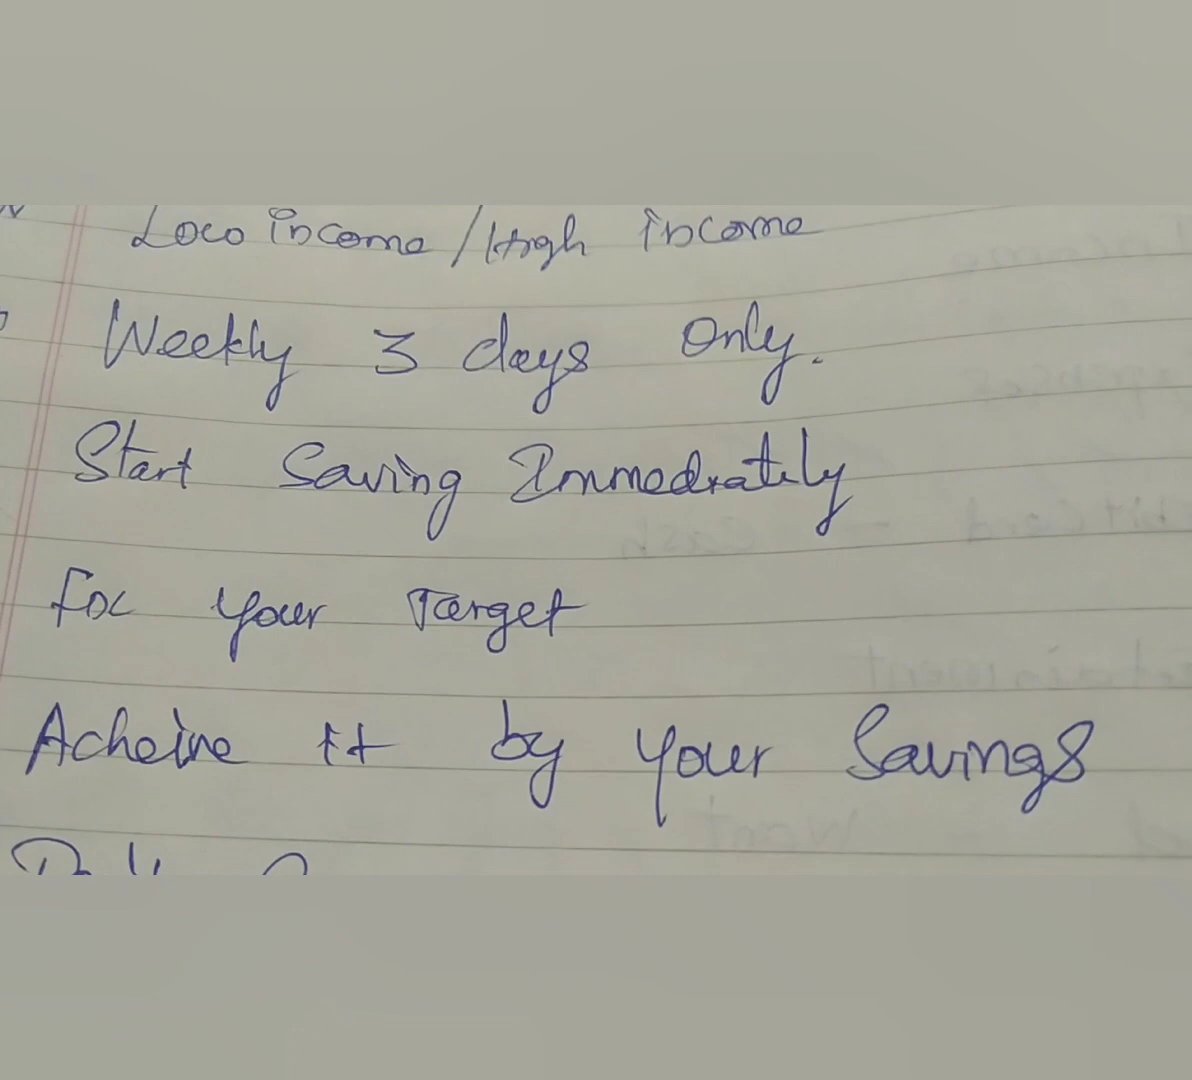 Low income / High income
Weekly 3 days Only.
Start Saving Immediately
For your Target
Acheive it by your Savings